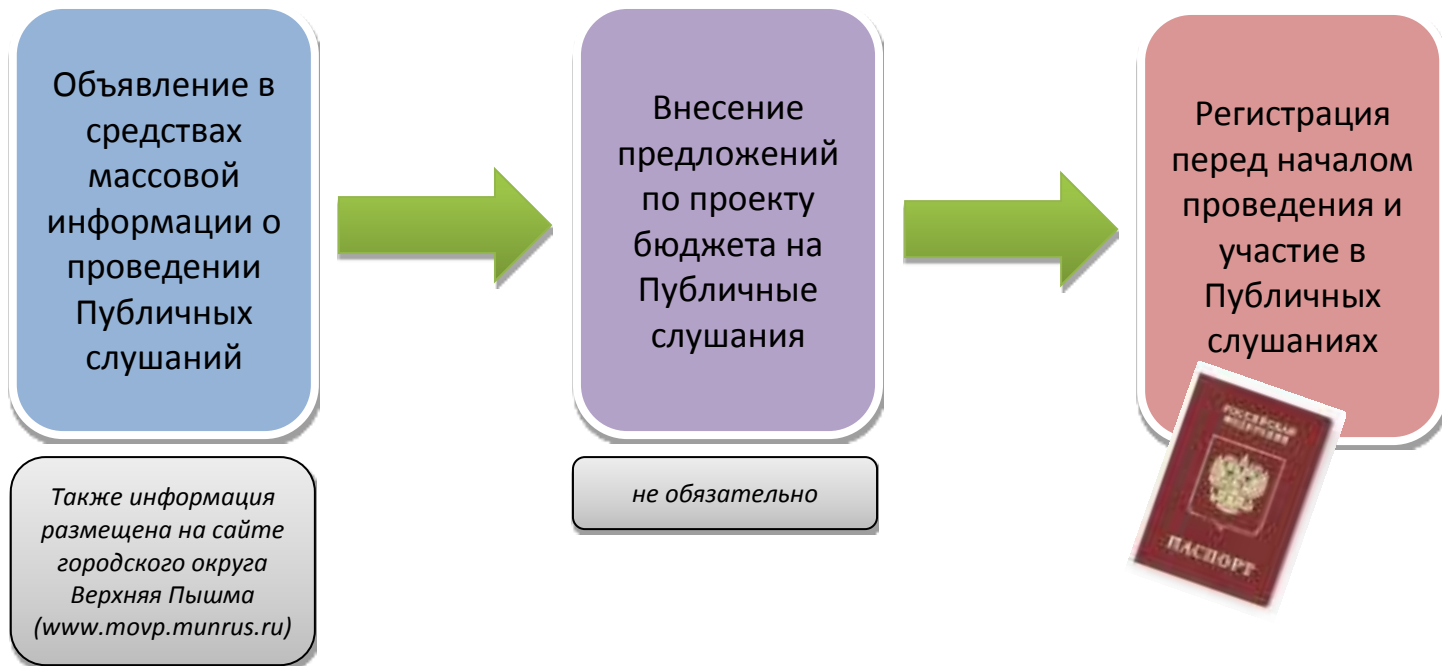 Объявление в
средствах
массовой
информации о
проведении
Публичных
слушаний
Также информация
размещена на сайте
городского округа
Верхняя Пышма
(www.movp.munrus.ru)
Внесение
предложений
по проекту
бюджета на
Публичные
слушания
не обязательно
Регистрация
перед началом
проведения и
участие в
Публичных
слушаниях
РОССИЙСКАЯ
ФЕДЕРАЦИЯ
ПАСПОРТ